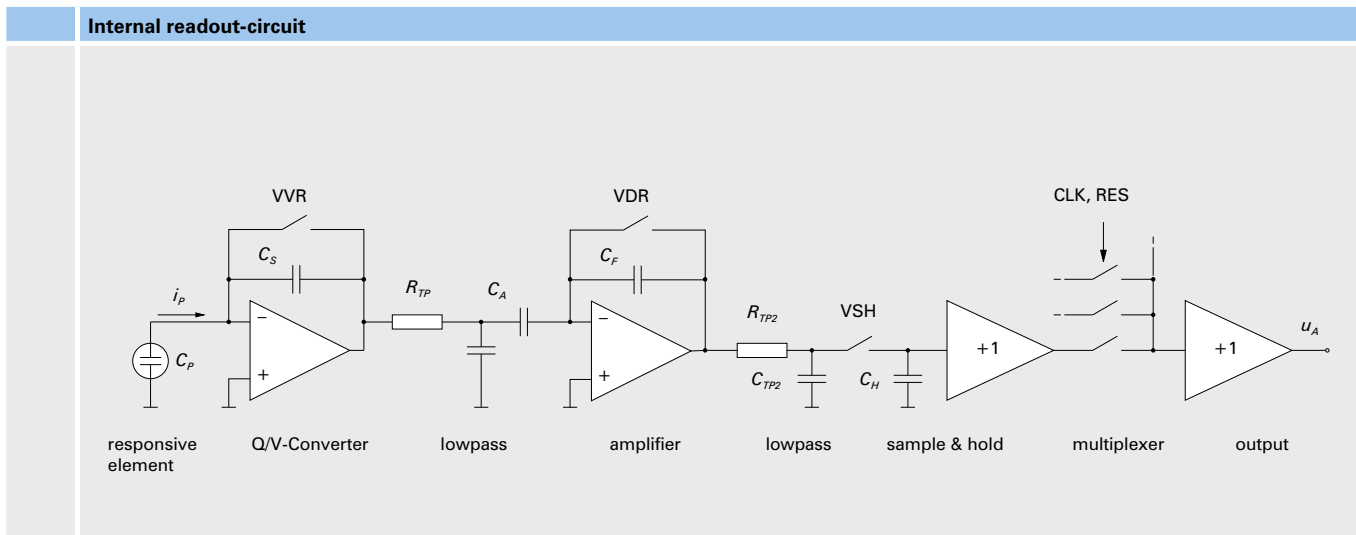 Internal readout-circuit
VVR
VDR
CLK, RES
C_S
C_F
i_P
R_TP
C_A
R_TP2
VSH
u_A
−
−
C_P
+1
+1
+
+
C_TP2
C_H
responsive
element
Q/V-Converter
lowpass
amplifier
lowpass
sample & hold
multiplexer
output